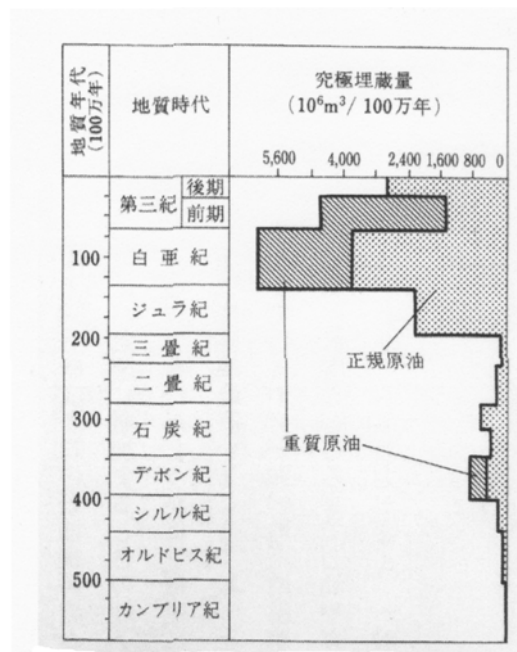 地質年代
(100万年)
地質時代
究極埋蔵量
(10⁶m³/ 100万年)
5,600 4,000 2,400 1,600 800 0
第三紀
後期
前期
100
白亜紀
ジュラ紀
200
三畳紀
正規原油
二畳紀
300
石炭紀
重質原油
デボン紀
400
シルル紀
オルドビス紀
500
カンブリア紀